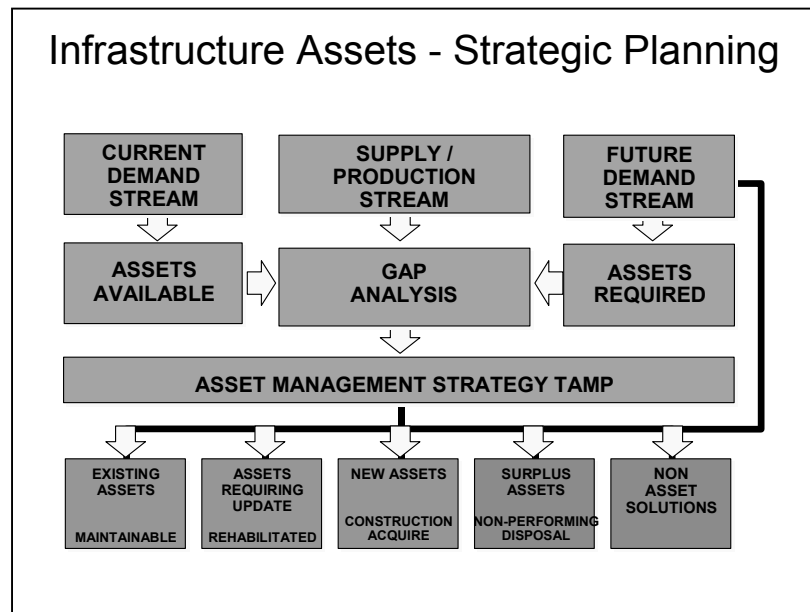 Infrastructure Assets - Strategic Planning
CURRENT
DEMAND
STREAM
SUPPLY /
PRODUCTION
STREAM
FUTURE
DEMAND
STREAM
ASSETS
AVAILABLE
GAP
ANALYSIS
ASSETS
REQUIRED
ASSET MANAGEMENT STRATEGY TAMP
EXISTING
ASSETS
MAINTAINABLE
ASSETS
REQUIRING
UPDATE
REHABILITATED
NEW ASSETS
CONSTRUCTION
ACQUIRE
SURPLUS
ASSETS
NON-PERFORMING
DISPOSAL
NON
ASSET
SOLUTIONS